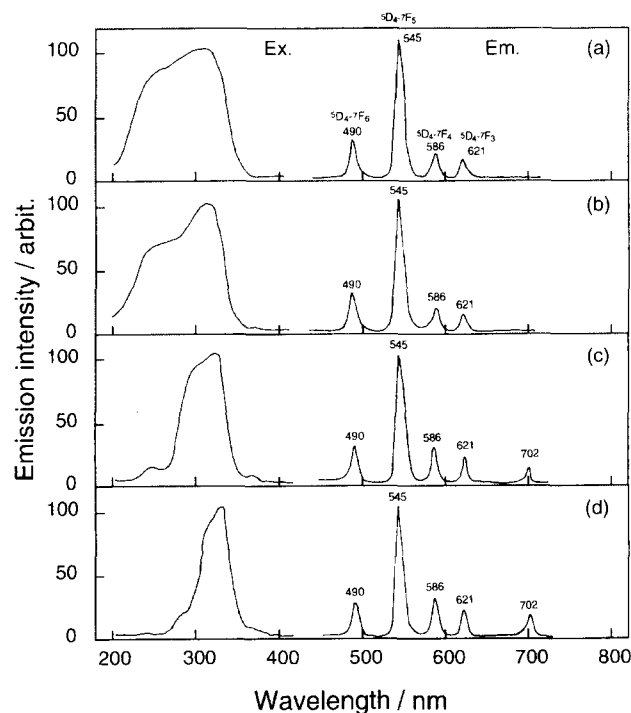 ⁵D₄-⁷F₅
Ex. 545 Em. (a)
100
⁵D₄-⁷F₆ ⁵D₄-⁷F₄ ⁵D₄-⁷F₃
490 586 621
50
0
545 (b)
100
490 586 621
50
0
545 (c)
100
490 586 621 702
50
0
545 (d)
100
490 586 621 702
50
0
200 300 400 500 600 700 800
Wavelength / nm
Emission intensity / arbit.